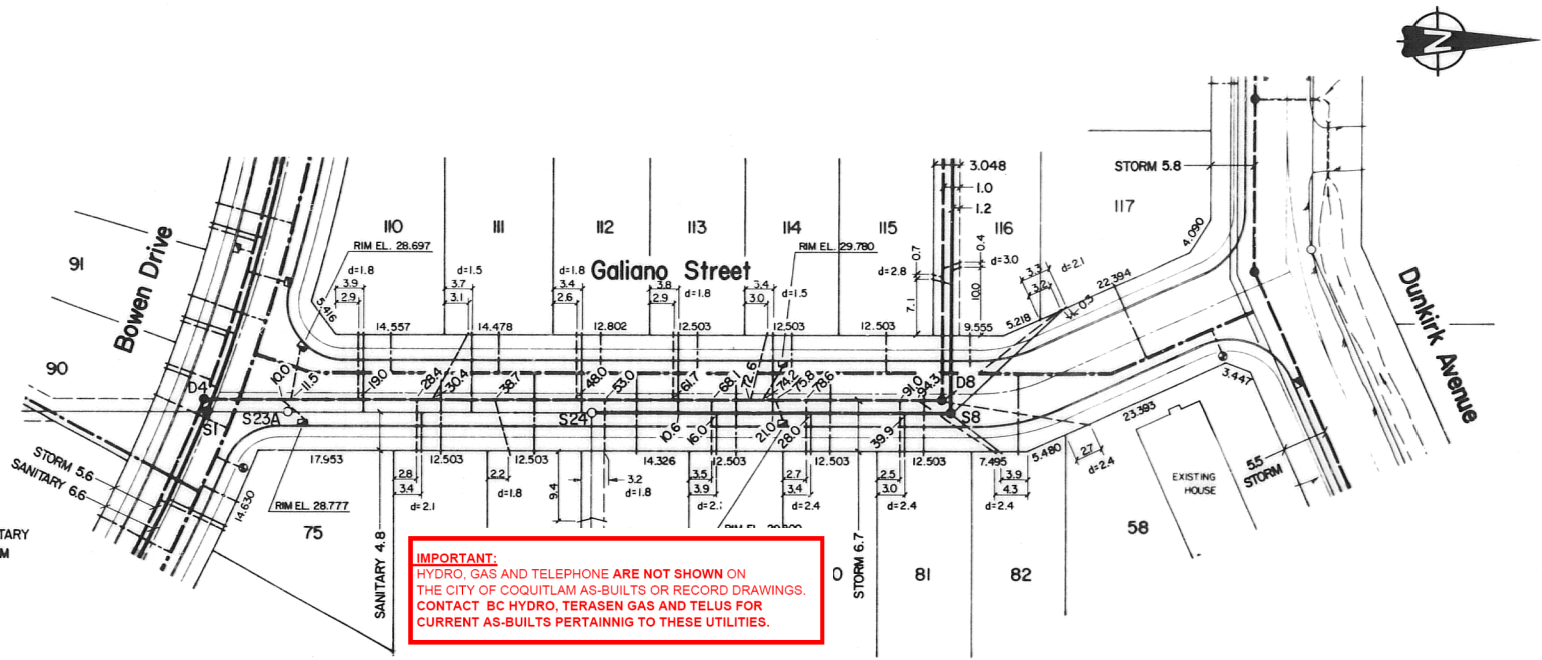 N
3.048
1.0
1.2
STORM 5.8
110
111
112
113
114
115
116
117
RIM EL. 28.697
RIM EL. 29.780
91
Bowen Drive
Galiano Street
4.090
d=1.8
3.9
2.9
d=1.5
3.7
3.1
d=1.8
3.4
2.6
3.8
2.9
d=1.8
3.4
3.0
d=1.5
0.7
d=2.8
7.1
0.4
d=3.0
10.0
3.3
3.2
d=2.1
22.394
0.3
5.416
14.557
14.478
12.802
12.503
12.503
12.503
9.555
5.218
Dunkirk Avenue
90
D4
10.0
11.5
19.0
28.4
30.4
38.7
48.0
53.0
61.7
68.1
72.6
74.2
75.8
78.6
91.0
94.3
D8
3.447
S1
S23A
S24
10.6
16.0
21.0
28.0
39.9
S8
23.393
STORM 5.6
SANITARY 6.6
14.630
17.953
12.503
12.503
14.326
12.503
12.503
12.503
7.495
5.480
2.7
d=2.4
2.8
3.4
d=2.1
2.2
d=1.8
9.4
3.2
d=1.8
3.5
3.9
2.7
3.4
d=2.4
2.5
3.0
d=2.4
3.9
4.3
d=2.4
EXISTING
HOUSE
5.5
STORM
RIM EL. 28.777
75
SANITARY 4.8
STORM 6.7
81
82
58
TARY
M
IMPORTANT:
HYDRO, GAS AND TELEPHONE ARE NOT SHOWN ON
THE CITY OF COQUITLAM AS-BUILTS OR RECORD DRAWINGS.
CONTACT BC HYDRO, TERASEN GAS AND TELUS FOR
CURRENT AS-BUILTS PERTAINNIG TO THESE UTILITIES.